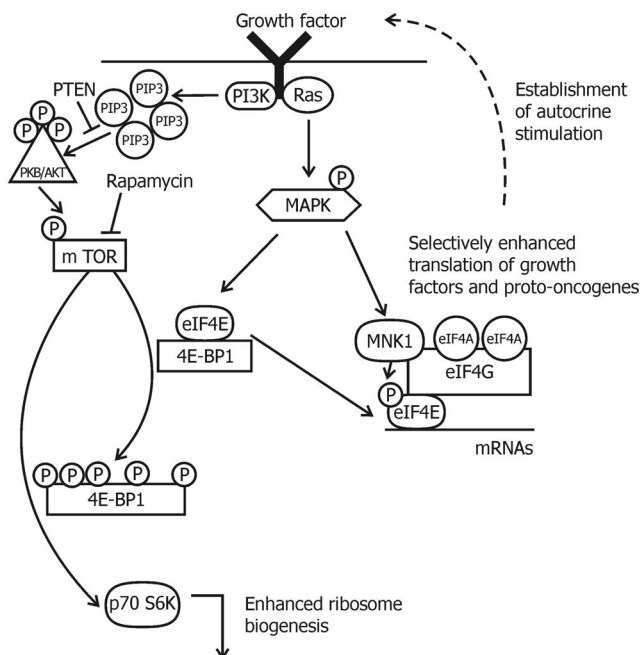 Growth factor
PTEN
PIP3
PIP3
PIP3
PIP3
PI3K
Ras
Establishment
of autocrine
stimulation
P
P
P
PKB/AKT
Rapamycin
P
MAPK
P
m TOR
Selectively enhanced
translation of growth
factors and proto-oncogenes
eIF4E
4E-BP1
MNK1
eIF4A
eIF4A
eIF4G
P
eIF4E
mRNAs
P
P
P
P
P
4E-BP1
p70 S6K
Enhanced ribosome
biogenesis